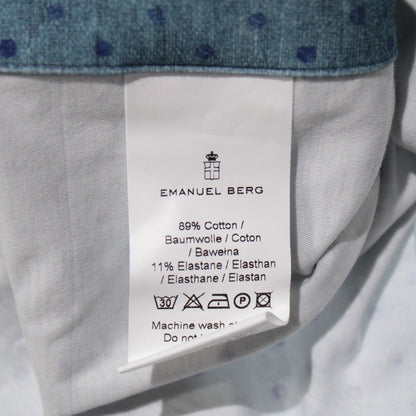 EMANUEL BERG
89% Cotton /
Baumwolle / Coton
/ Bawełna
11% Elastane / Elasthan
/ Elasthane / Elastan
30 P
Machine wash
Do not